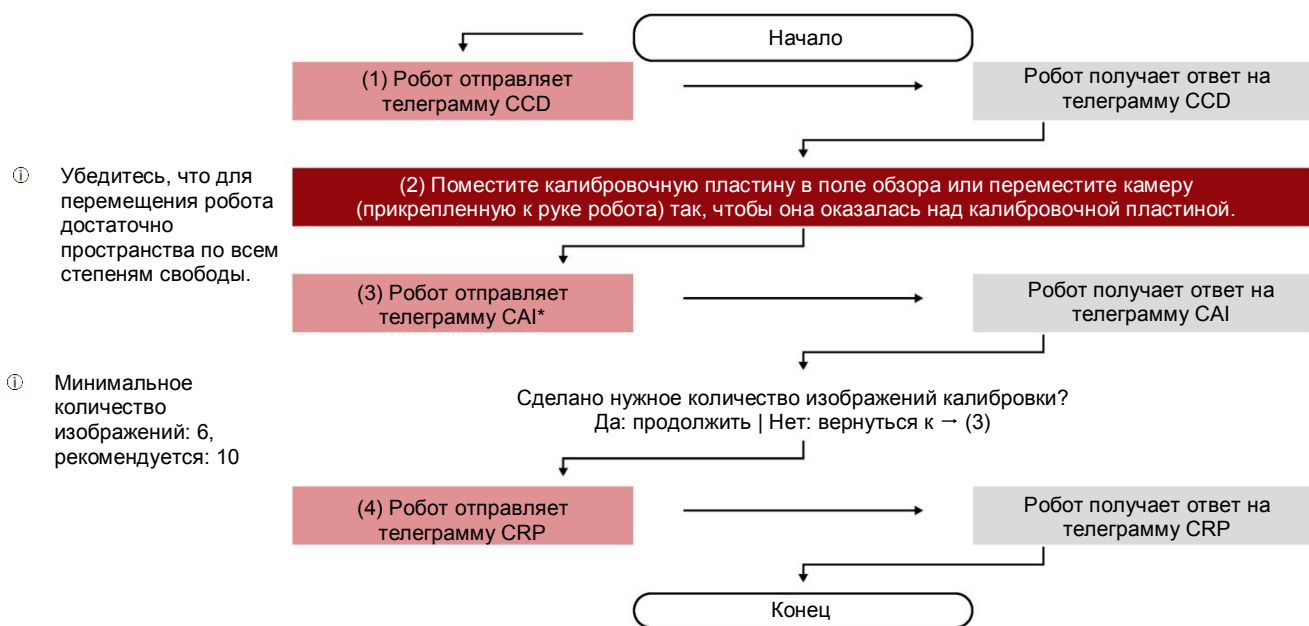 Начало
(1) Робот отправляет
телеграмму CCD
Робот получает ответ на
телеграмму CCD
ⓘ Убедитесь, что для
перемещения робота
достаточно
пространства по всем
степеням свободы.
(2) Поместите калибровочную пластину в поле обзора или переместите камеру
(прикрепленную к руке робота) так, чтобы она оказалась над калибровочной пластиной.
(3) Робот отправляет
телеграмму CAI*
Робот получает ответ на
телеграмму CAI
ⓘ Минимальное
количество
изображений: 6,
рекомендуется: 10
Сделано нужное количество изображений калибровки?
Да: продолжить | Нет: вернуться к → (3)
(4) Робот отправляет
телеграмму CRP
Робот получает ответ на
телеграмму CRP
Конец